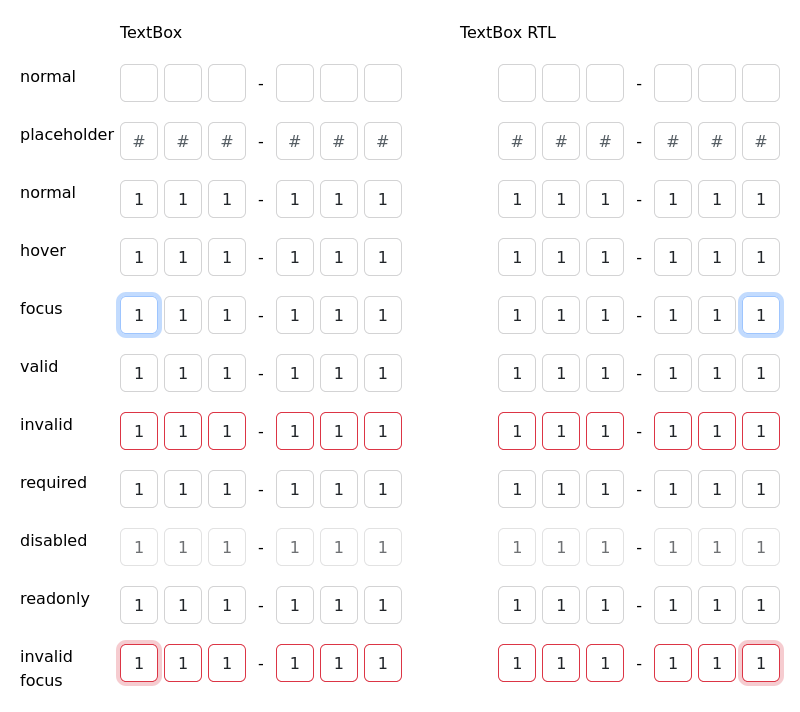 TextBox TextBox RTL
normal - -
placeholder # # # - # # # # # # - # # #
normal 1 1 1 - 1 1 1 1 1 1 - 1 1 1
hover 1 1 1 - 1 1 1 1 1 1 - 1 1 1
focus 1 1 1 - 1 1 1 1 1 1 - 1 1 1
valid 1 1 1 - 1 1 1 1 1 1 - 1 1 1
invalid 1 1 1 - 1 1 1 1 1 1 - 1 1 1
required 1 1 1 - 1 1 1 1 1 1 - 1 1 1
disabled 1 1 1 - 1 1 1 1 1 1 - 1 1 1
readonly 1 1 1 - 1 1 1 1 1 1 - 1 1 1
invalid 1 1 1 - 1 1 1 1 1 1 - 1 1 1
focus